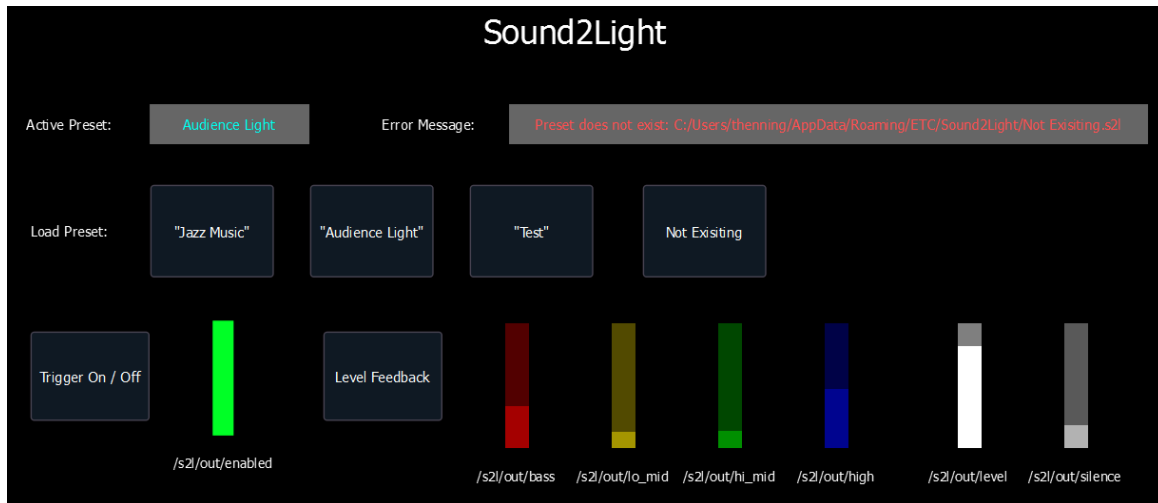 Sound2Light
Active Preset: Audience Light Error Message: Preset does not exist: C:/Users/thenning/AppData/Roaming/ETC/Sound2Light/Not Exisiting.s2l
Load Preset: "Jazz Music" "Audience Light" "Test" Not Exisiting
Trigger On / Off Level Feedback
/s2l/out/enabled
/s2l/out/bass /s2l/out/lo_mid /s2l/out/hi_mid /s2l/out/high /s2l/out/level /s2l/out/silence